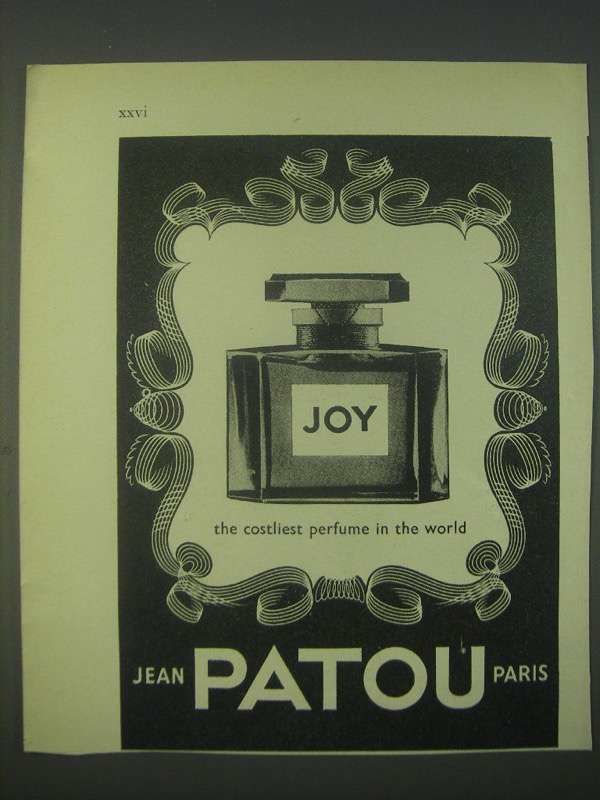 xxvi
JOY
the costliest perfume in the world
JEAN PATOU PARIS